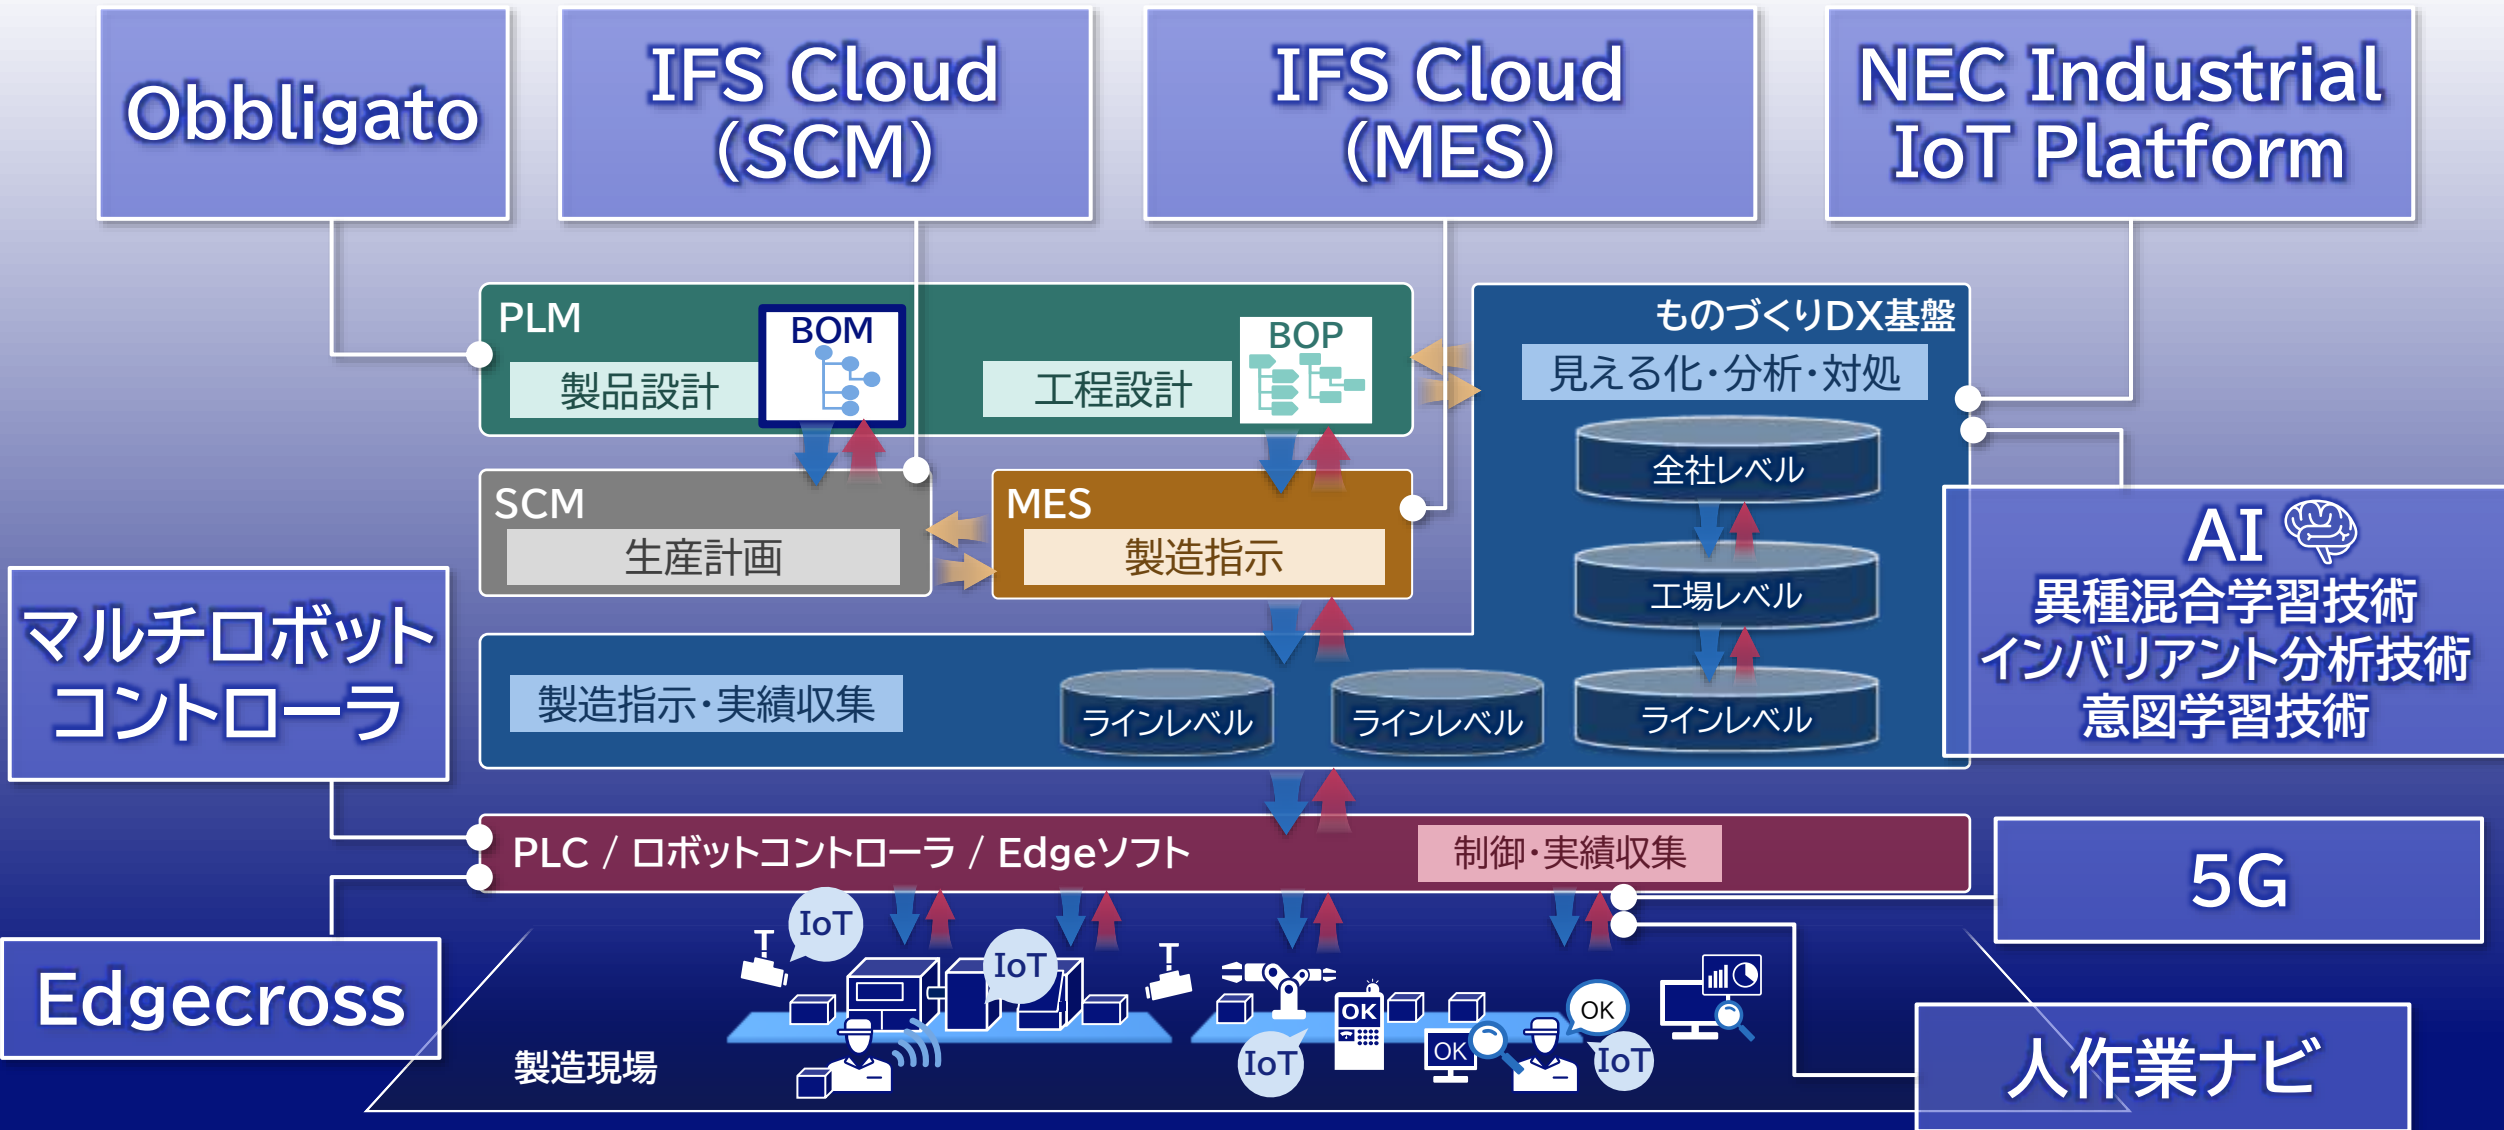 Obbligato
IFS Cloud
（SCM）
IFS Cloud
（MES）
NEC Industrial
IoT Platform
PLM
BOM
製品設計
工程設計
BOP
ものづくりDX基盤
見える化・分析・対処
全社レベル
工場レベル
ラインレベル
SCM
生産計画
MES
製造指示
製造指示・実績収集
ラインレベル
ラインレベル
AI
異種混合学習技術
インバリアント分析技術
意図学習技術
マルチロボット
コントローラ
PLC / ロボットコントローラ / Edgeソフト
制御・実績収集
5G
Edgecross
IoT
IoT
OK
IoT
OK
OK
IoT
製造現場
人作業ナビ